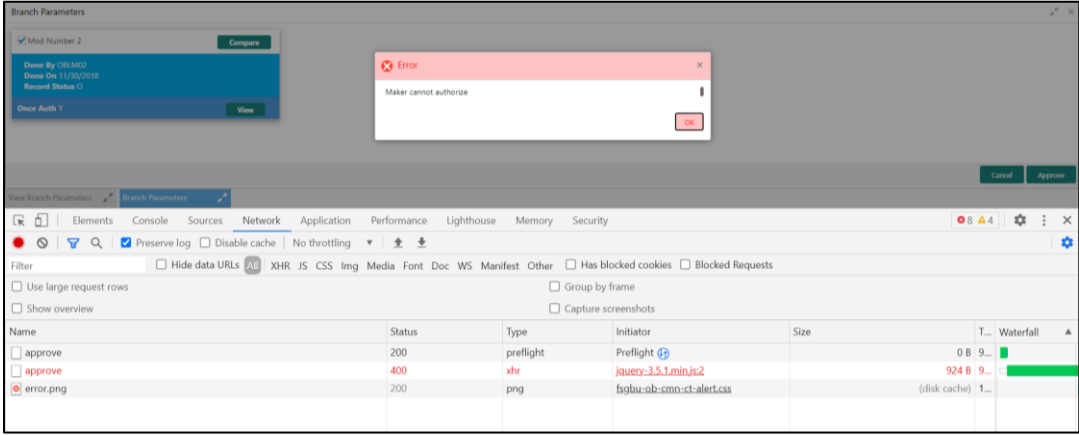 Branch Parameters
Mod Number 2 Compare
Done By OBLM02
Done On 11/30/2018
Record Status O
Once Auth Y View
Error
Maker cannot authorize
OK
Cancel Approve
View Branch Parameters Branch Parameters
Elements Console Sources Network Application Performance Lighthouse Memory Security 8 4
Preserve log Disable cache No throttling
Filter Hide data URLs All XHR JS CSS Img Media Font Doc WS Manifest Other Has blocked cookies Blocked Requests
Use large request rows Group by frame
Show overview Capture screenshots
Name Status Type Initiator Size T... Waterfall
approve 200 preflight Preflight 0 B 9...
approve 400 xhr jquery-3.5.1.min.js:2 924 B 9...
error.png 200 png fsgbu-ob-cmn-ct-alert.css (disk cache) 1...